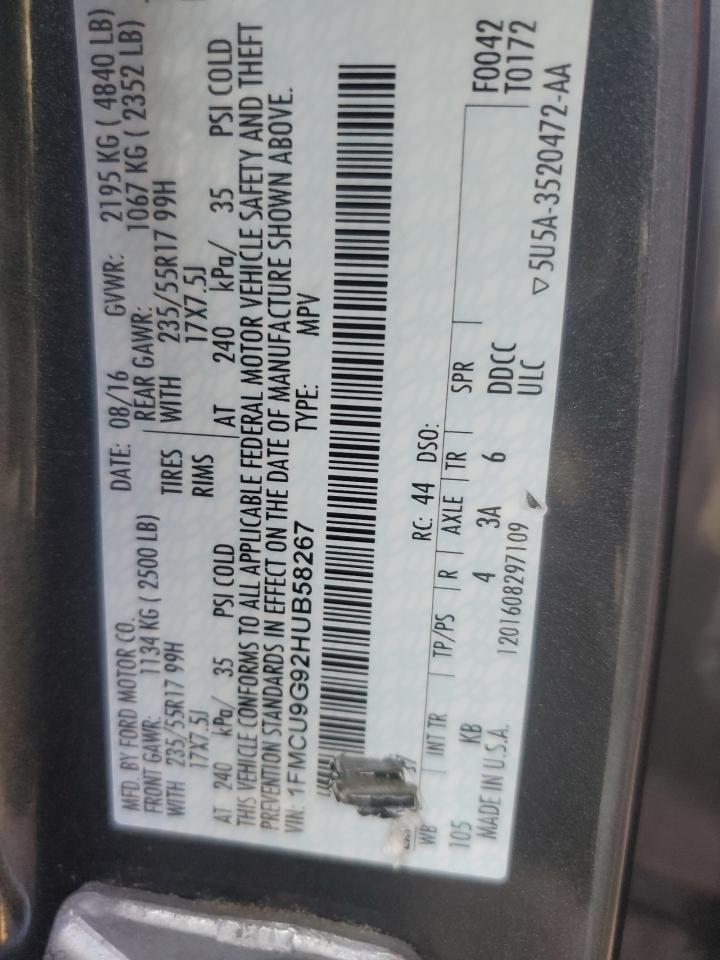 MFD. BY FORD MOTOR CO.
DATE: 08/16 GVWR: 2195 KG ( 4840 LB)
FRONT GAWR: 1134 KG ( 2500 LB)
REAR GAWR: 1067 KG ( 2352 LB)
WITH 235/55R17 99H
TIRES WITH 235/55R17 99H
17X7.5J
RIMS 17X7.5J
AT 240 kPa/ 35 PSI COLD
AT 240 kPa/ 35 PSI COLD
THIS VEHICLE CONFORMS TO ALL APPLICABLE FEDERAL MOTOR VEHICLE SAFETY AND THEFT
PREVENTION STANDARDS IN EFFECT ON THE DATE OF MANUFACTURE SHOWN ABOVE.
VIN: 1FMCU9G92HUB58267 TYPE: MPV
RC: 44 DSO:
WB INT TR TP/PS R AXLE TR SPR
F0042
T0172
105 KB 4 3A 6 DDCC
MADE IN U.S.A. 1201608297109 ULC
▽ 5U5A-3520472-AA